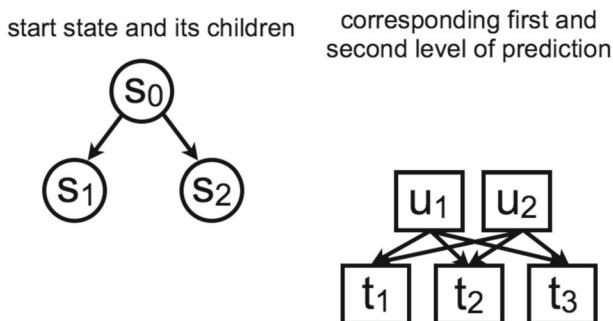 start state and its children
corresponding first and
second level of prediction
s0
s1 s2
u1 u2
t1 t2 t3